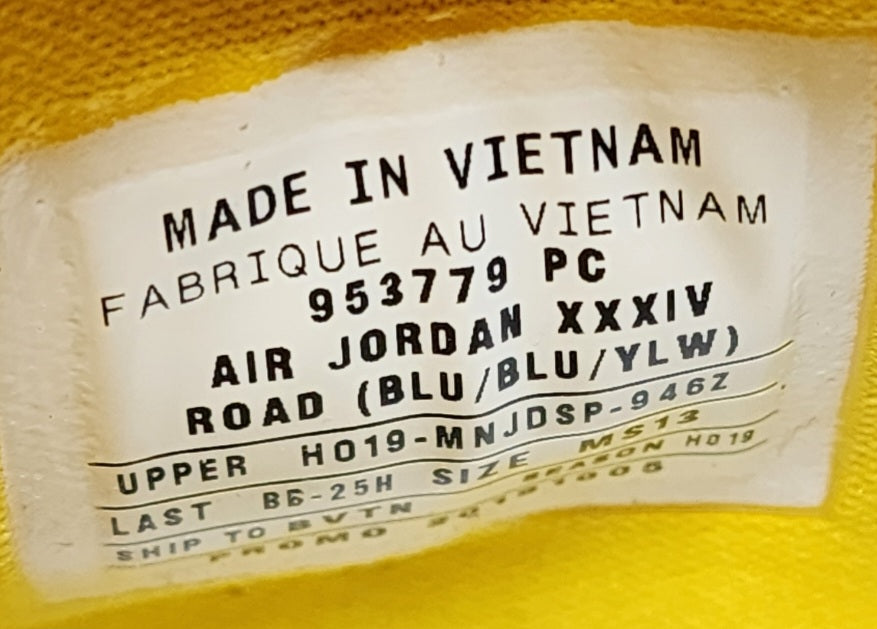 MADE IN VIETNAM
FABRIQUE AU VIETNAM
953779 PC
AIR JORDAN XXXIV
ROAD (BLU/BLU/YLW)
UPPER HO19-MNJDSP-946Z
LAST BB-25H SIZE MS13
SHIP TO BVTN SEASON HO19
PROMO 20191005